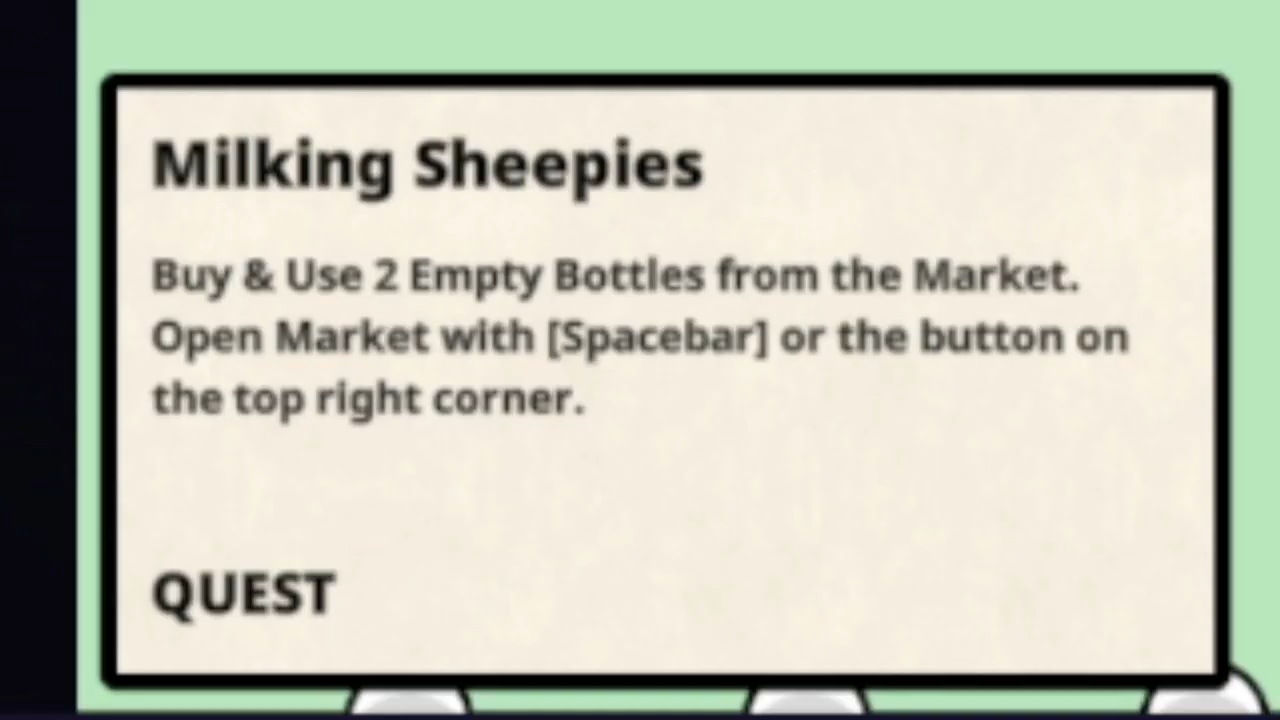 Milking Sheepies
Buy & Use 2 Empty Bottles from the Market.
Open Market with [Spacebar] or the button on
the top right corner.
QUEST